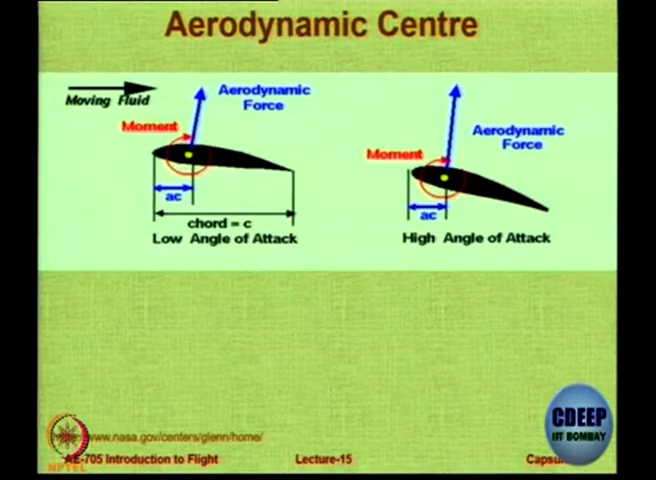 Aerodynamic Centre
Moving Fluid
Aerodynamic
Force
Moment
ac
chord = c
Low Angle of Attack
Aerodynamic
Force
Moment
ac
High Angle of Attack
www.nasa.gov/centers/glenn/home/
CDEEP
IIT BOMBAY
NPTEL
AE-705 Introduction to Flight
Lecture-15